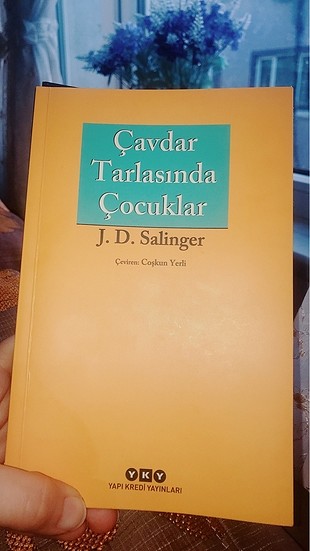 Çavdar
Tarlasında
Çocuklar
J. D. Salinger
Çeviren: Coşkun Yerli
YKY
YAPI KREDİ YAYINLARI